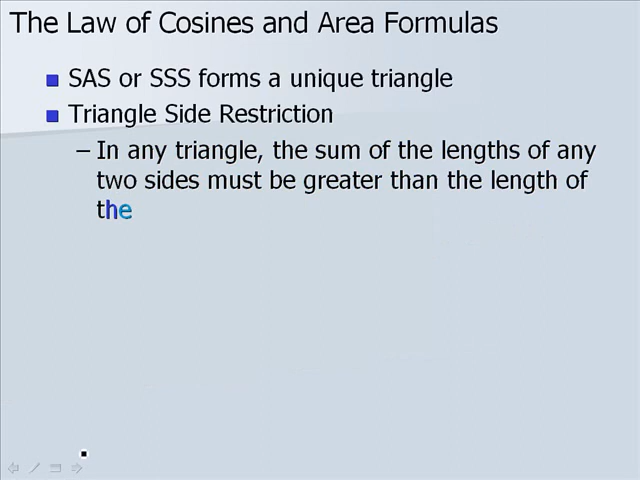 The Law of Cosines and Area Formulas
SAS or SSS forms a unique triangle
Triangle Side Restriction
– In any triangle, the sum of the lengths of any
two sides must be greater than the length of
the